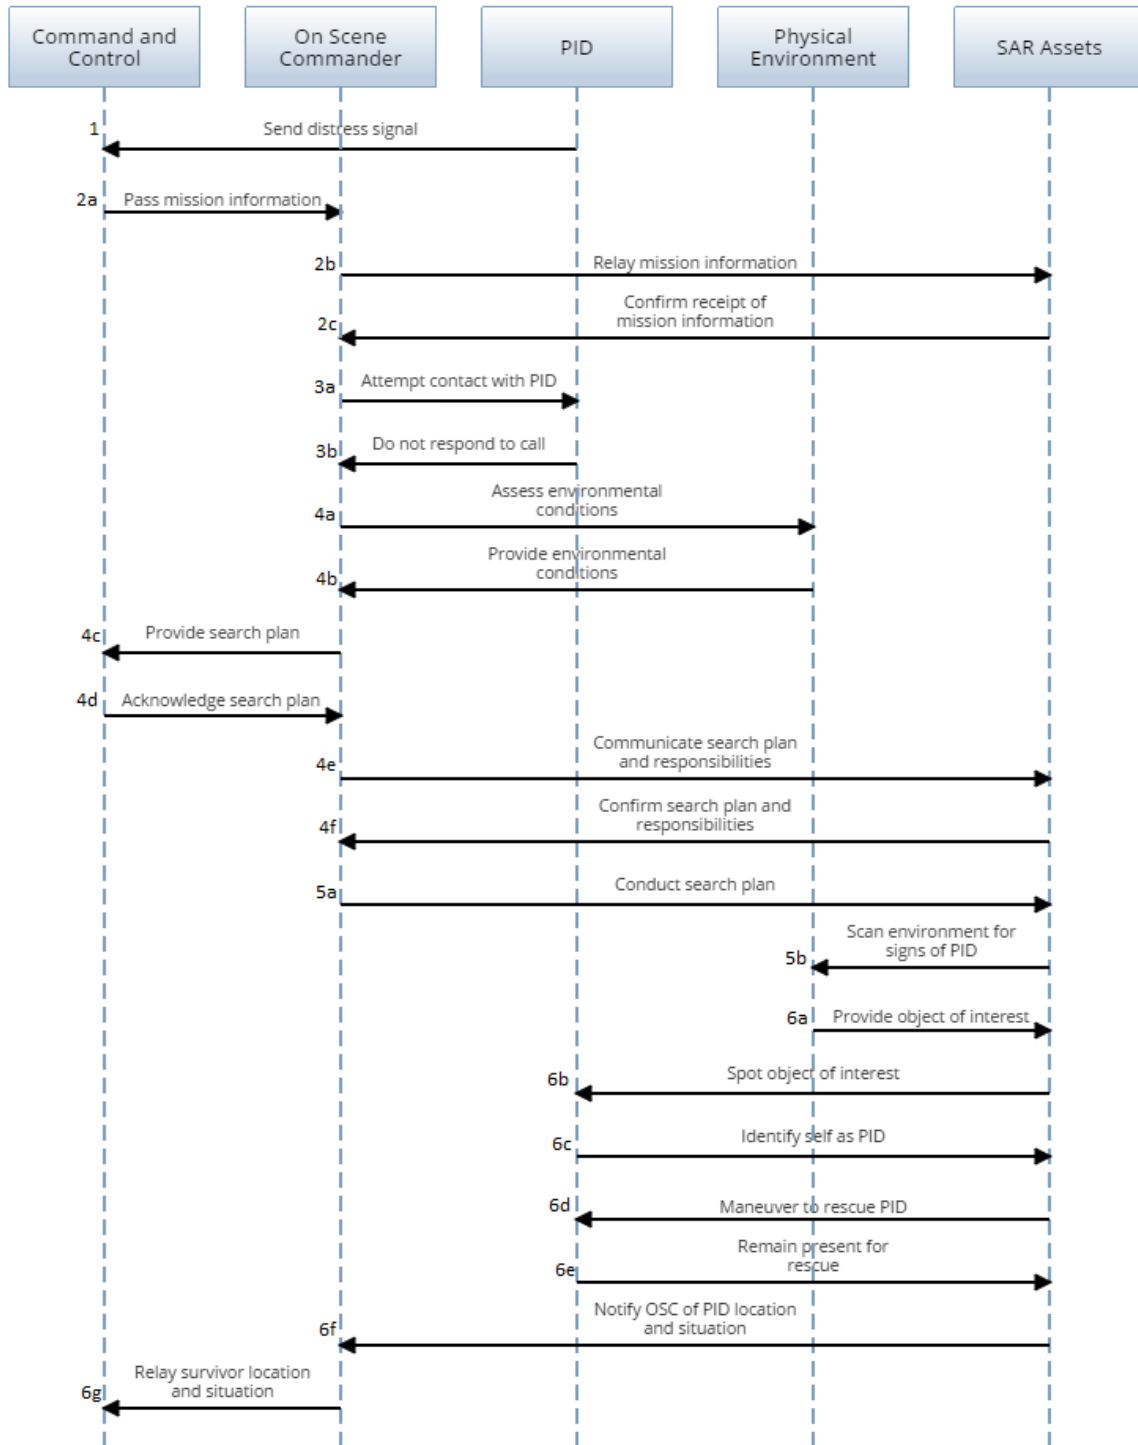 Command and
Control
On Scene
Commander
PID
Physical
Environment
SAR Assets
1
Send distress signal
2a
Pass mission information
2b
Relay mission information
Confirm receipt of
mission information
2c
3a
Attempt contact with PID
3b
Do not respond to call
Assess environmental
conditions
4a
Provide environmental
conditions
4b
4c
Provide search plan
4d
Acknowledge search plan
Communicate search plan
and responsibilities
4e
Confirm search plan and
responsibilities
4f
5a
Conduct search plan
Scan environment for
signs of PID
5b
6a
Provide object of interest
6b
Spot object of interest
6c
Identify self as PID
6d
Maneuver to rescue PID
Remain present for
rescue
6e
Notify OSC of PID location
and situation
6f
Relay survivor location
and situation
6g